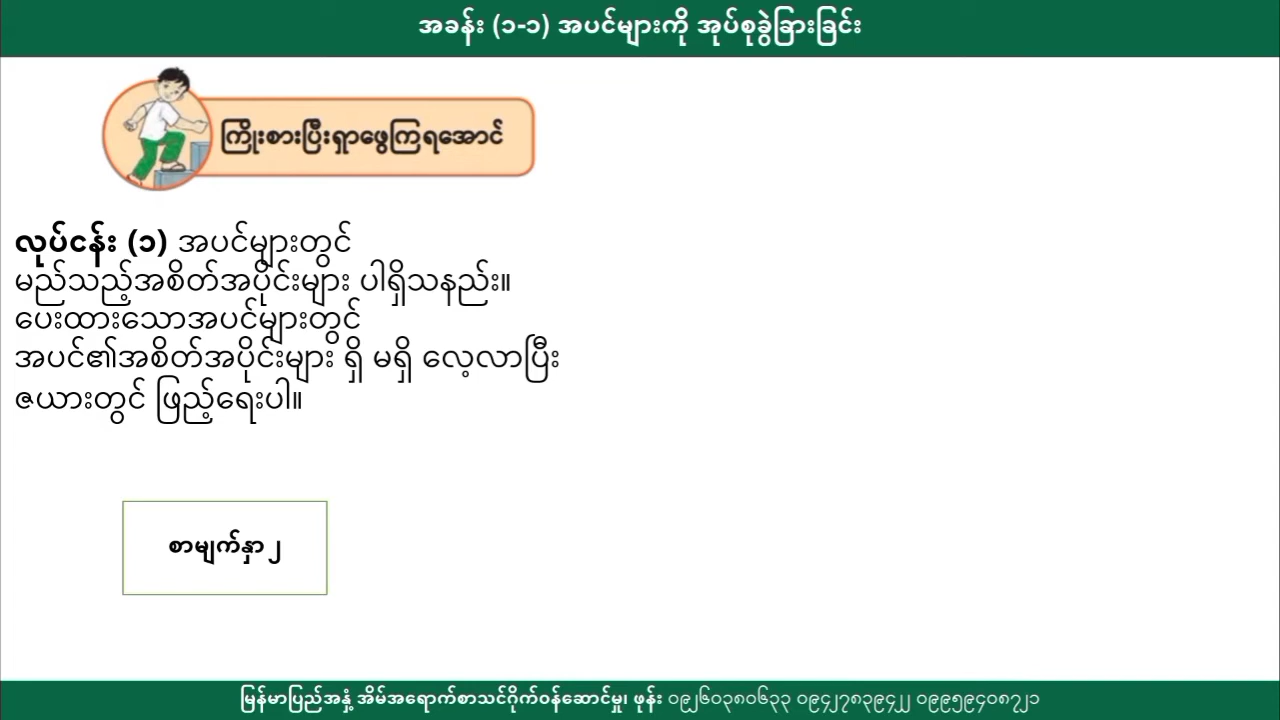 အခန်း (၁-၁) အပင်များကို အုပ်စုခွဲခြားခြင်း
ကြိုးစားပြီးရှာဖွေကြရအောင်
လုပ်ငန်း (၁) အပင်များတွင်
မည်သည့်အစိတ်အပိုင်းများ ပါရှိသနည်း။
ပေးထားသောအပင်များတွင်
အပင်၏အစိတ်အပိုင်းများ ရှိ မရှိ လေ့လာပြီး
ဇယားတွင် ဖြည့်ရေးပါ။
စာမျက်နှာ ၂
မြန်မာပြည်အနှံ့ အိမ်အရောက်စာသင်ဂိုက်ဝန်ဆောင်မှု၊ ဖုန်း ၀၉၂၆၀၃၈၀၆၃၃ ၀၉၄၂၇၈၃၉၄၂၂ ၀၉၉၅၉၄၀၈၇၂၁